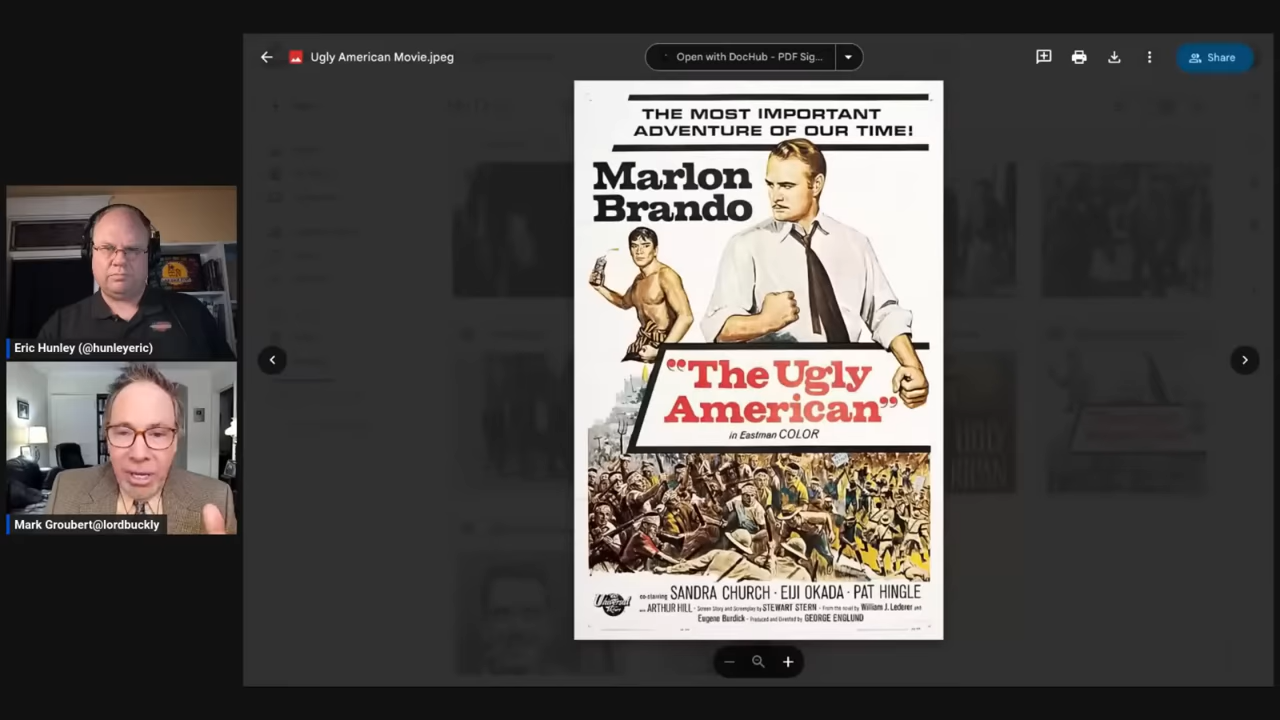 Ugly American Movie.jpeg
Open with DocHub - PDF Sig...
Share
THE MOST IMPORTANT
ADVENTURE OF OUR TIME!
Marlon
Brando
"The Ugly
American"
in Eastman COLOR
co-starring SANDRA CHURCH · EIJI OKADA · PAT HINGLE
with ARTHUR HILL · Screen Story and Screenplay by STEWART STERN · From the novel by William J. Lederer and
Eugene Burdick · Produced and Directed by GEORGE ENGLUND
Universal
Eric Hunley (@hunleyeric)
Mark Groubert@lordbuckly